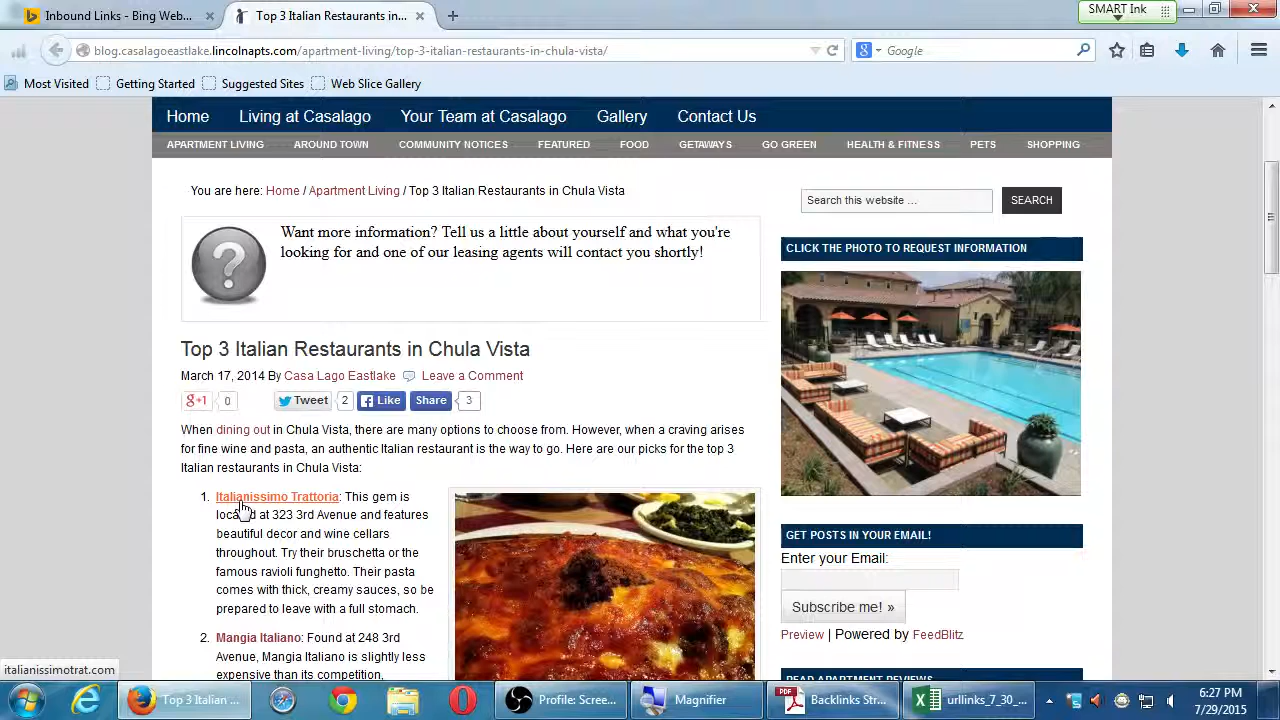 Inbound Links - Bing Web...
Top 3 Italian Restaurants in...
SMART Ink
blog.casalagoeastlake.lincolnapts.com/apartment-living/top-3-italian-restaurants-in-chula-vista/
Google
Most Visited
Getting Started
Suggested Sites
Web Slice Gallery
Home
Living at Casalago
Your Team at Casalago
Gallery
Contact Us
APARTMENT LIVING
AROUND TOWN
COMMUNITY NOTICES
FEATURED
FOOD
GETAWAYS
GO GREEN
HEALTH & FITNESS
PETS
SHOPPING
You are here: Home / Apartment Living / Top 3 Italian Restaurants in Chula Vista
Want more information? Tell us a little about yourself and what you're
looking for and one of our leasing agents will contact you shortly!
Top 3 Italian Restaurants in Chula Vista
March 17, 2014 By Casa Lago Eastlake Leave a Comment
g+1 0 Tweet 2 Like Share 3
When dining out in Chula Vista, there are many options to choose from. However, when a craving arises
for fine wine and pasta, an authentic Italian restaurant is the way to go. Here are our picks for the top 3
Italian restaurants in Chula Vista:
1. Italianissimo Trattoria: This gem is
located at 323 3rd Avenue and features
beautiful decor and wine cellars
throughout. Try their bruschetta or the
famous ravioli funghetto. Their pasta
comes with thick, creamy sauces, so be
prepared to leave with a full stomach.
2. Mangia Italiano: Found at 248 3rd
Avenue, Mangia Italiano is slightly less
expensive than its competitor.
Search this website ...
SEARCH
CLICK THE PHOTO TO REQUEST INFORMATION
GET POSTS IN YOUR EMAIL!
Enter your Email:
Subscribe me! »
Preview | Powered by FeedBlitz
READ APARTMENT REVIEWS
italianissimotrat.com
Top 3 Italian ...
Profile: Scree...
Magnifier
PDF
Backlinks Str...
urllinks_7_30_...
6:27 PM
7/29/2015